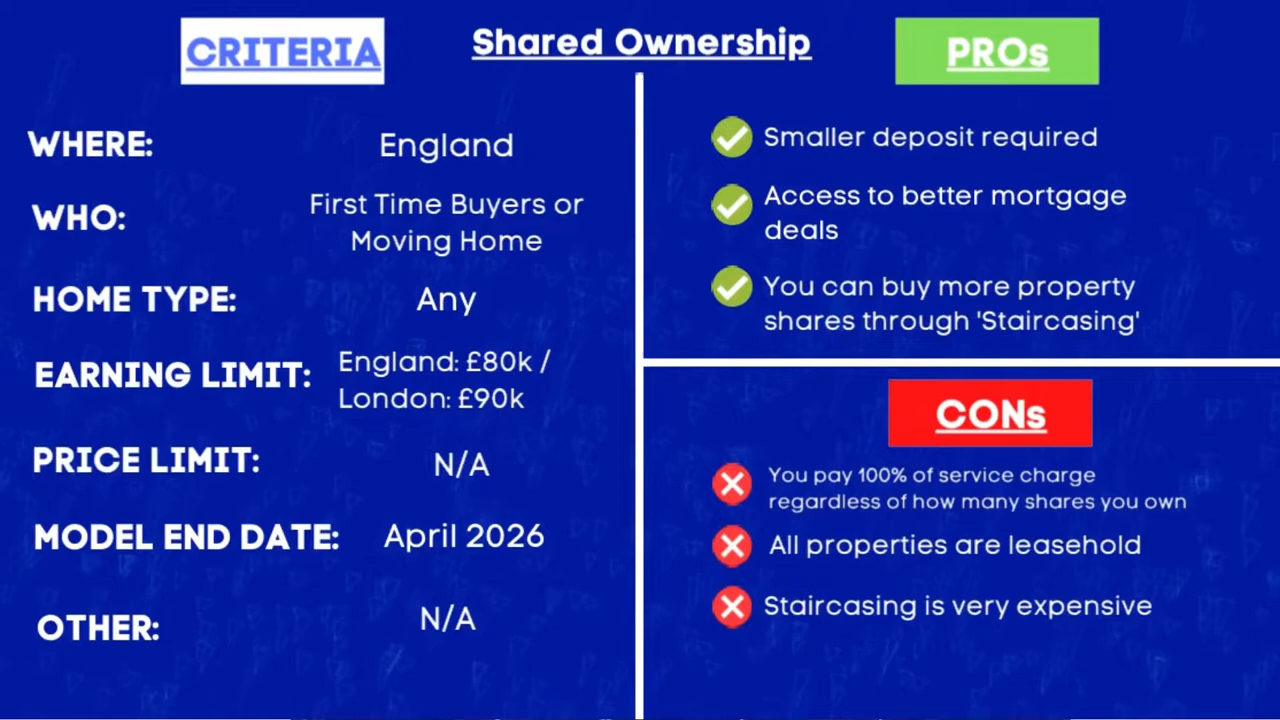 Shared Ownership
CRITERIA
WHERE: England
WHO: First Time Buyers or
Moving Home
HOME TYPE: Any
EARNING LIMIT: England: £80k /
London: £90k
PRICE LIMIT: N/A
MODEL END DATE: April 2026
OTHER: N/A
PROs
Smaller deposit required
Access to better mortgage
deals
You can buy more property
shares through 'Staircasing'
CONs
You pay 100% of service charge
regardless of how many shares you own
All properties are leasehold
Staircasing is very expensive